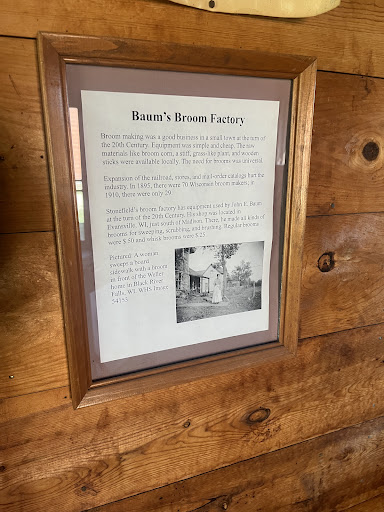 Baum's Broom Factory
Broom making was a good business in a small town at the turn of
the 20th Century. Equipment was simple and cheap. The raw
materials like broom corn, a stiff, grass-like plant, and wooden
sticks were available locally. The need for brooms was universal.
Expansion of the railroad, stores, and mail-order catalogs hurt the
industry. In 1895, there were 70 Wisconsin broom makers; in
1910, there were only 29.
Stonefield's broom factory has equipment used by John E. Baum
at the turn of the 20th Century. His shop was located in
Evansville, WI, just south of Madison. There, he made all kinds of
brooms for sweeping, scrubbing, and brushing. Regular brooms
were $.50 and whisk brooms were $.25.
Pictured: A woman
sweeps a board
sidewalk with a broom
in front of the Weller
home in Black River
Falls, WI. WHS Image